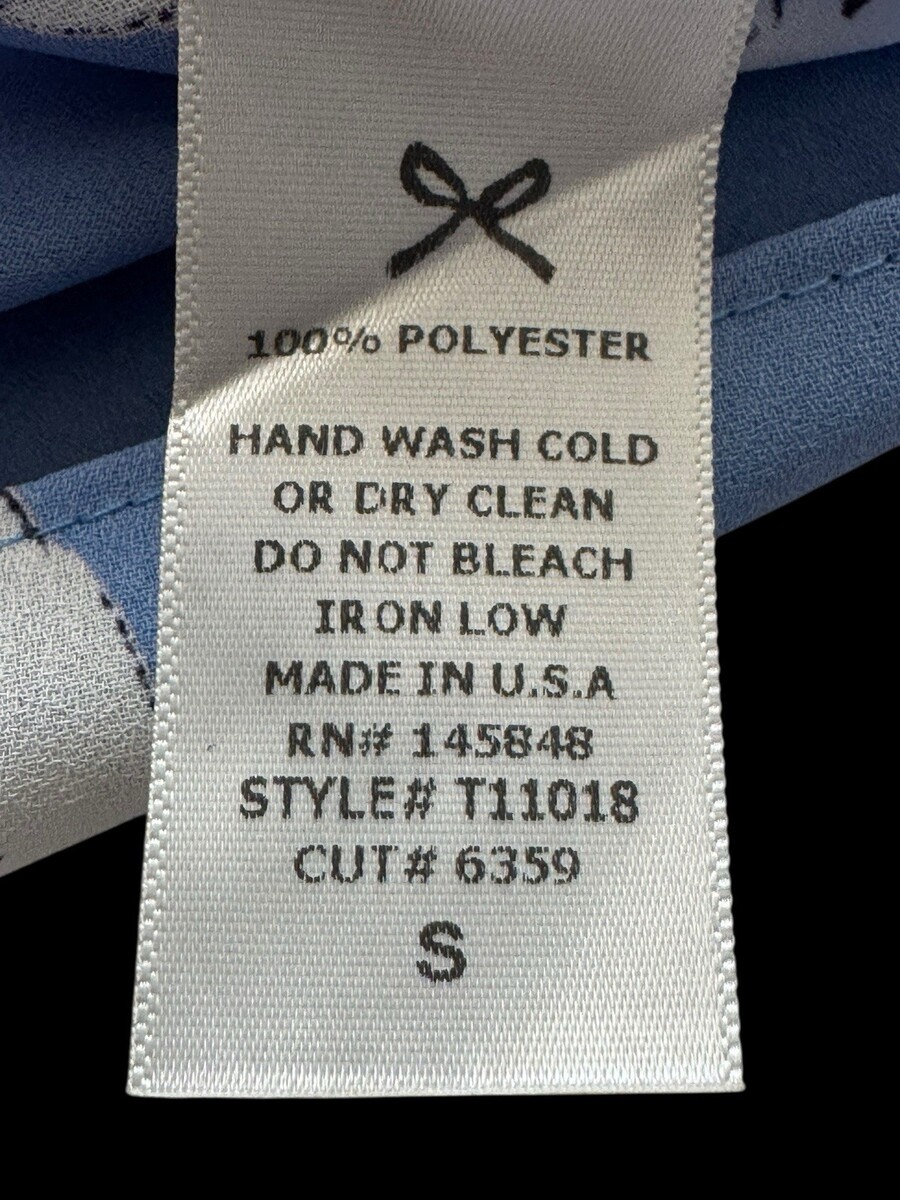 100% POLYESTER
HAND WASH COLD
OR DRY CLEAN
DO NOT BLEACH
IRON LOW
MADE IN U.S.A
RN# 145848
STYLE# T11018
CUT# 6359
S